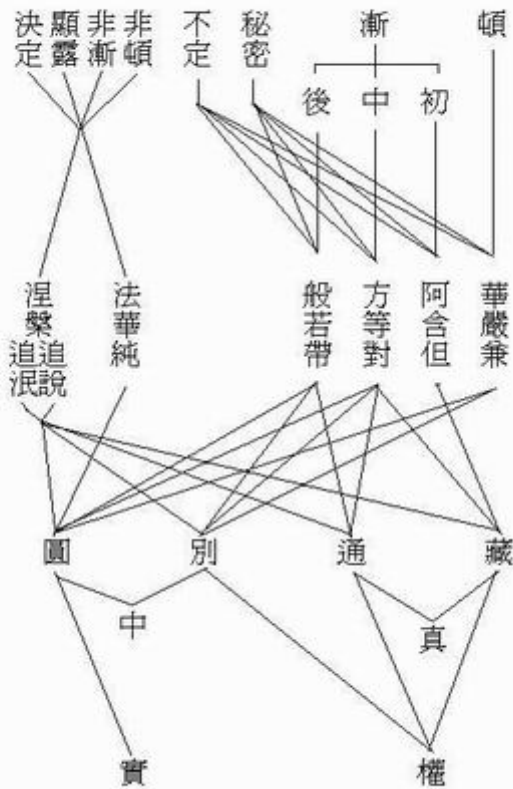 頓
漸
初
中
後
秘密
不定
非頓
非漸
顯露
決定
華嚴兼
阿含但
方等對
般若帶
法華純
涅槃
追說
追泯
藏
通
別
圓
真
中
權
實